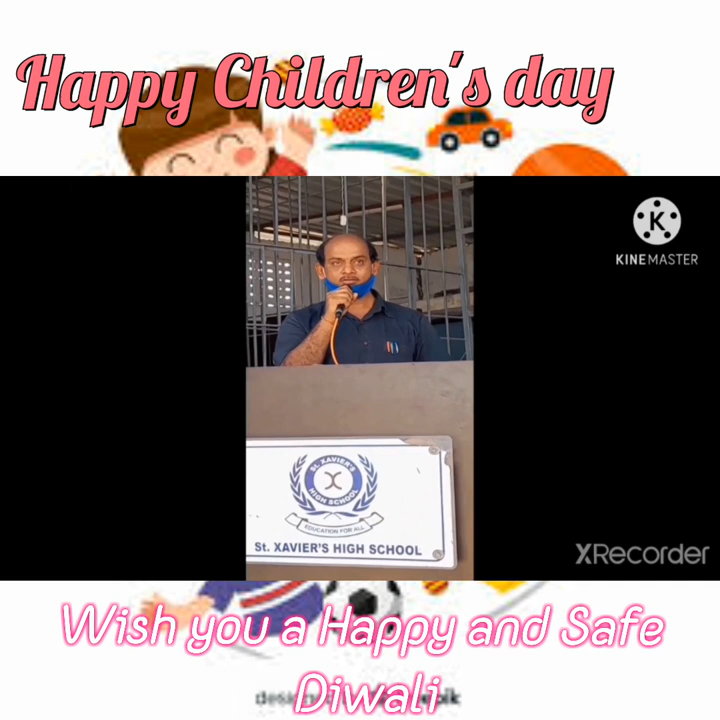 Happy Children's day
KINEMASTER
ST. XAVIER'S
HIGH SCHOOL
EDUCATION FOR ALL
St. XAVIER'S HIGH SCHOOL
XRecorder
Wish you a Happy and Safe
Diwali